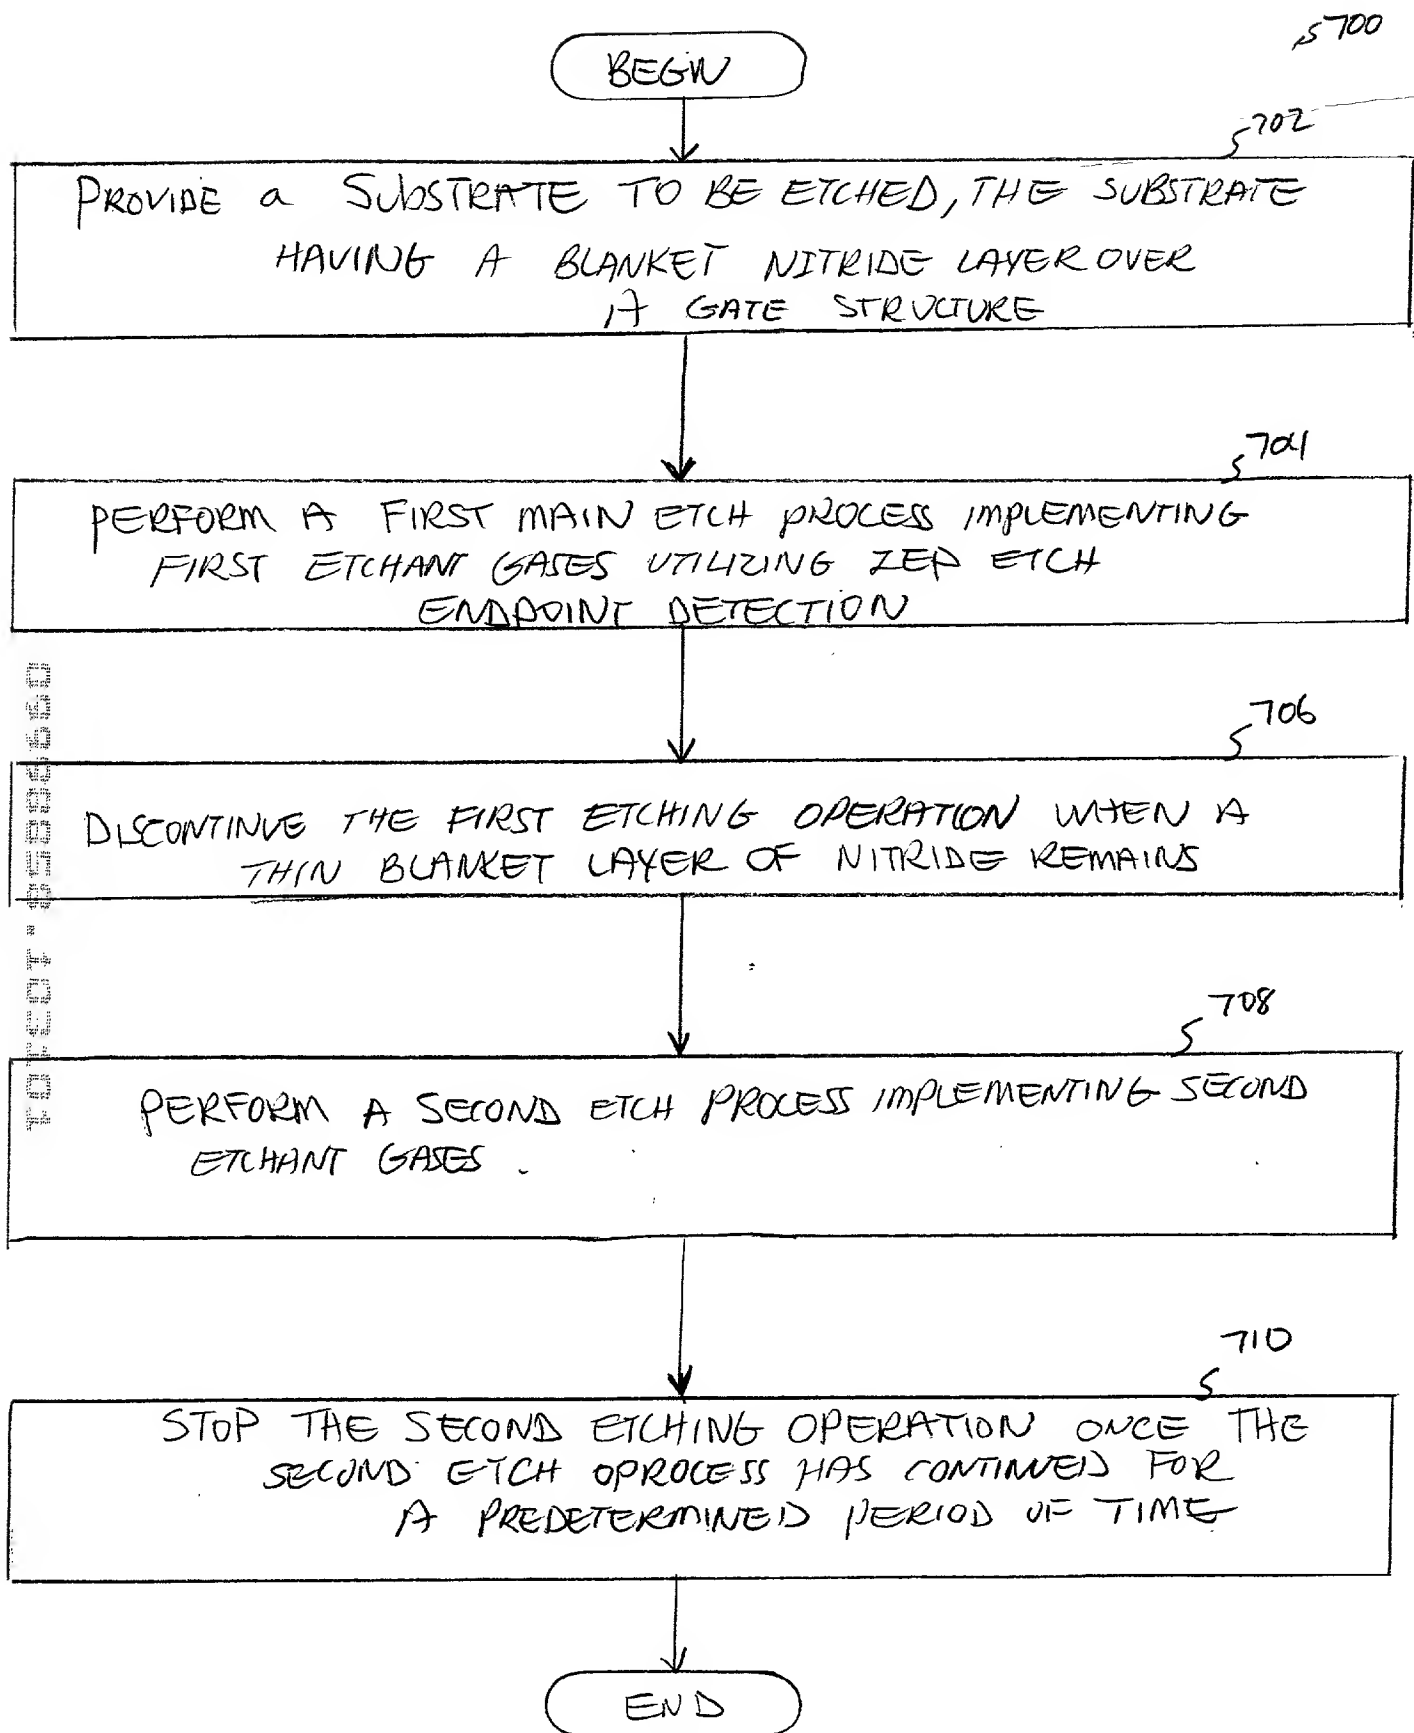 700
BEGIN
702
PROVIDE a SUbSTRATE TO BE ETCHED, THE SUBSTRATE
HAVING A BLANKET NITRIDE LAYER OVER
A GATE STRUCTURE
704
PERFORM A FIRST MAIN ETCH PROCESS IMPLEMENTING
FIRST ETCHANT GASES UTILIZING IEP ETCH
ENDPOINT DETECTION
706
DISCONTINUE THE FIRST ETCHING OPERATION WHEN A
THIN BLANKET LAYER OF NITRIDE REMAINS
708
PERFORM A SECOND ETCH PROCESS IMPLEMENTING SECOND
ETCHANT GASES.
710
STOP THE SECOND ETCHING OPERATION ONCE THE
SECOND ETCH OPROCESS HAS CONTINUED FOR
A PREDETERMINED PERIOD OF TIME
END